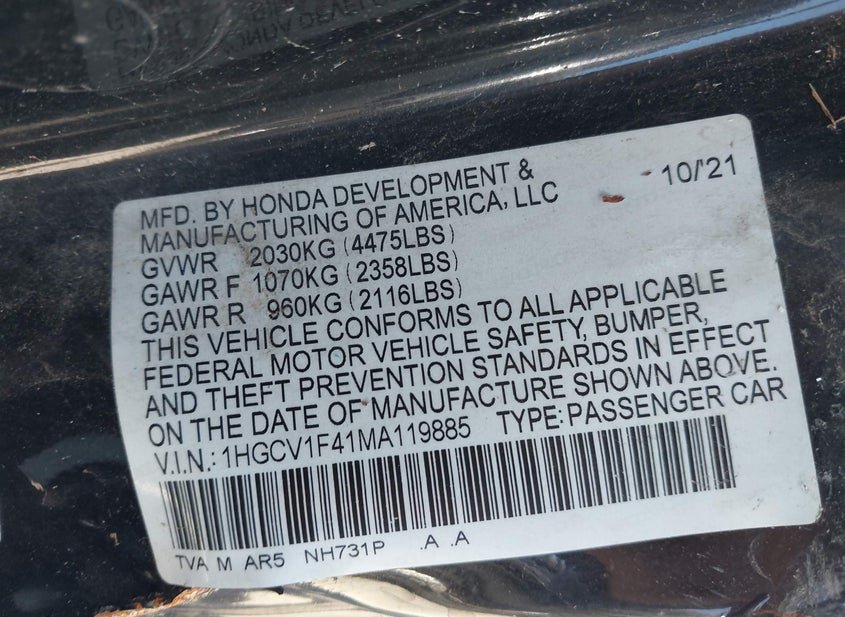 MFD. BY HONDA DEVELOPMENT & 10/'21
MANUFACTURING OF AMERICA, LLC
GVWR 2030KG (4475LBS)
GAWR F 1070KG (2358LBS)
GAWR R 960KG (2116LBS)
THIS VEHICLE CONFORMS TO ALL APPLICABLE
FEDERAL MOTOR VEHICLE SAFETY, BUMPER,
AND THEFT PREVENTION STANDARDS IN EFFECT
ON THE DATE OF MANUFACTURE SHOWN ABOVE.
V.I.N.: 1HGCV1F41MA119885 TYPE: PASSENGER CAR
TVA M AR5 NH731P .A .A